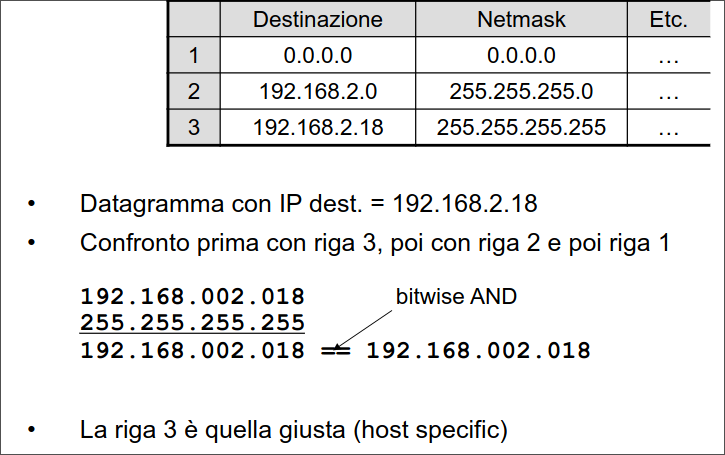 Destinazione Netmask Etc.
1 0.0.0.0 0.0.0.0 …
2 192.168.2.0 255.255.255.0 …
3 192.168.2.18 255.255.255.255 …
• Datagramma con IP dest. = 192.168.2.18
• Confronto prima con riga 3, poi con riga 2 e poi riga 1
192.168.002.018 bitwise AND
255.255.255.255
192.168.002.018 == 192.168.002.018
• La riga 3 è quella giusta (host specific)